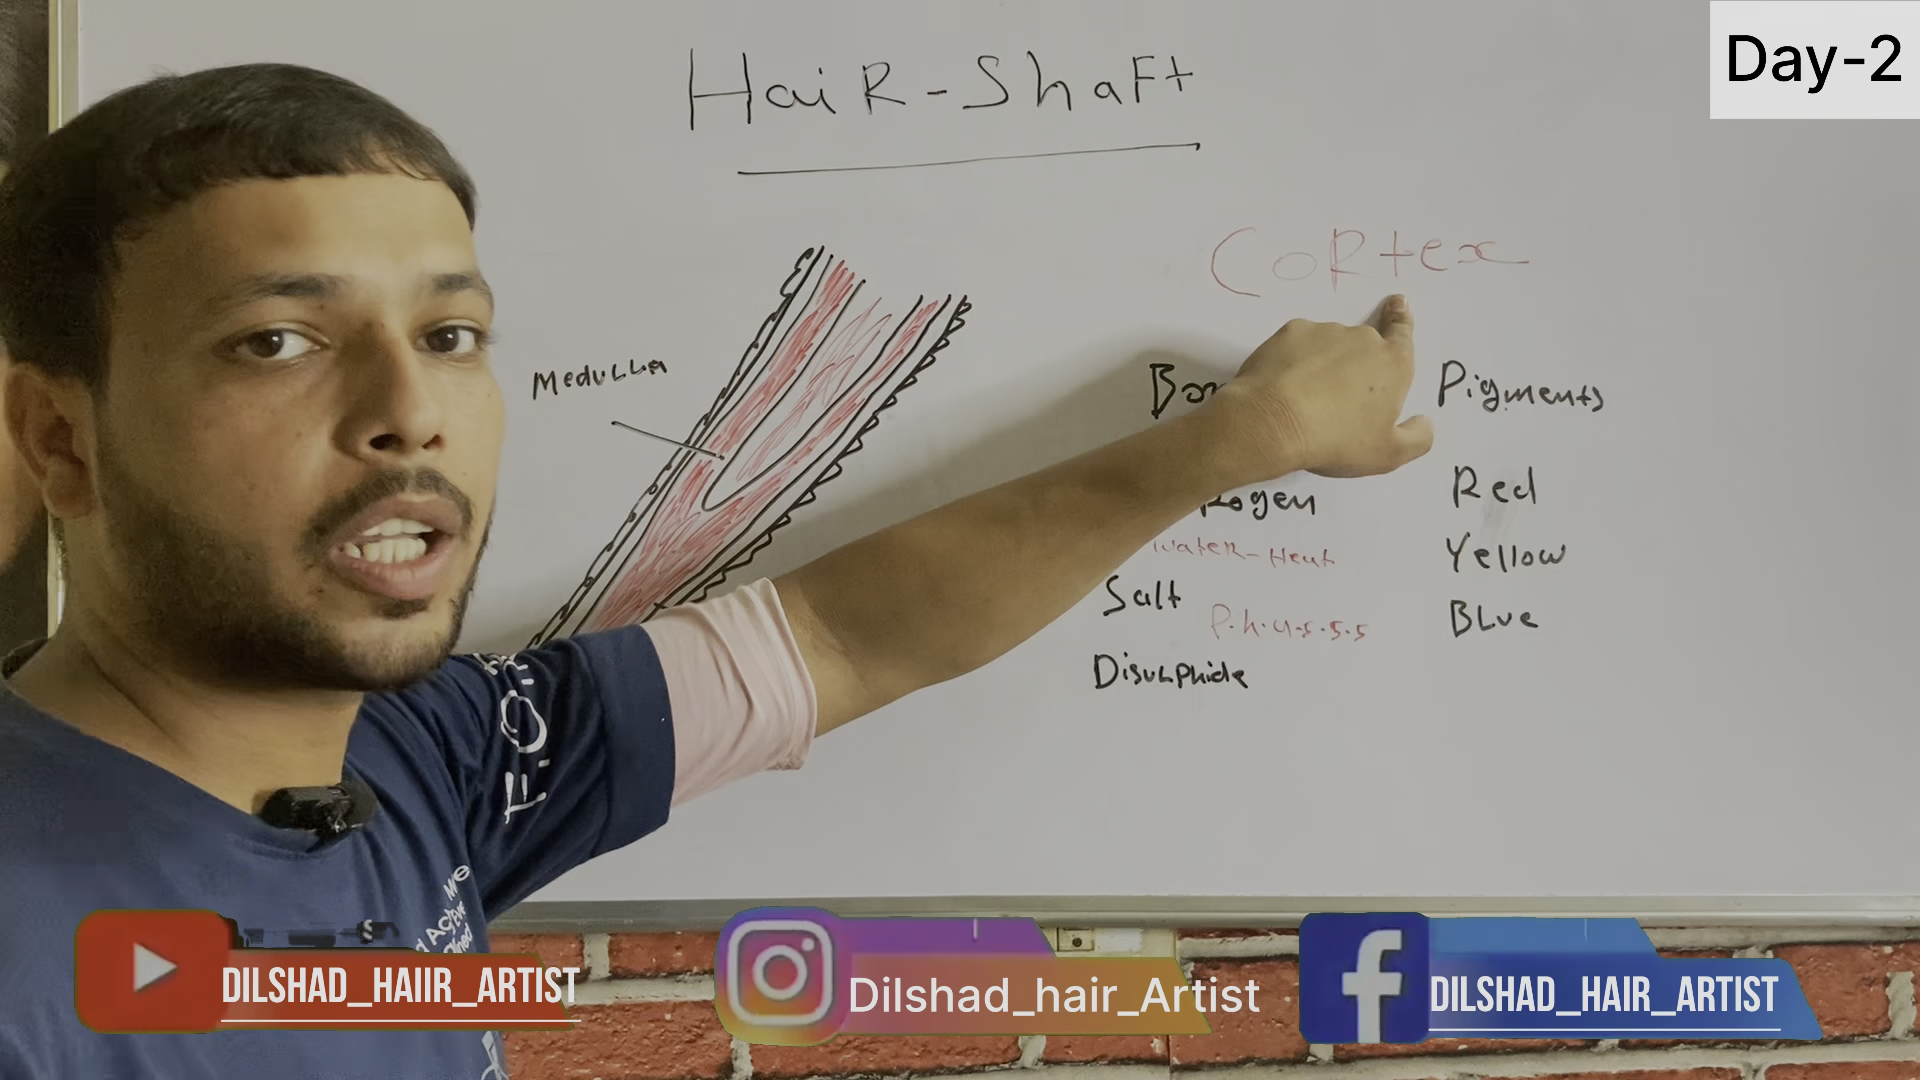 Day-2
HaiR-ShaFt
CoRtex
Medulla
Pigments
Red
Water-Heat
Yellow
Salt
P.h.4.5.5.5
Blue
Disulphide
DILSHAD_HAIIR_ARTIST
Dilshad_hair_Artist
DILSHAD_HAIR_ARTIST